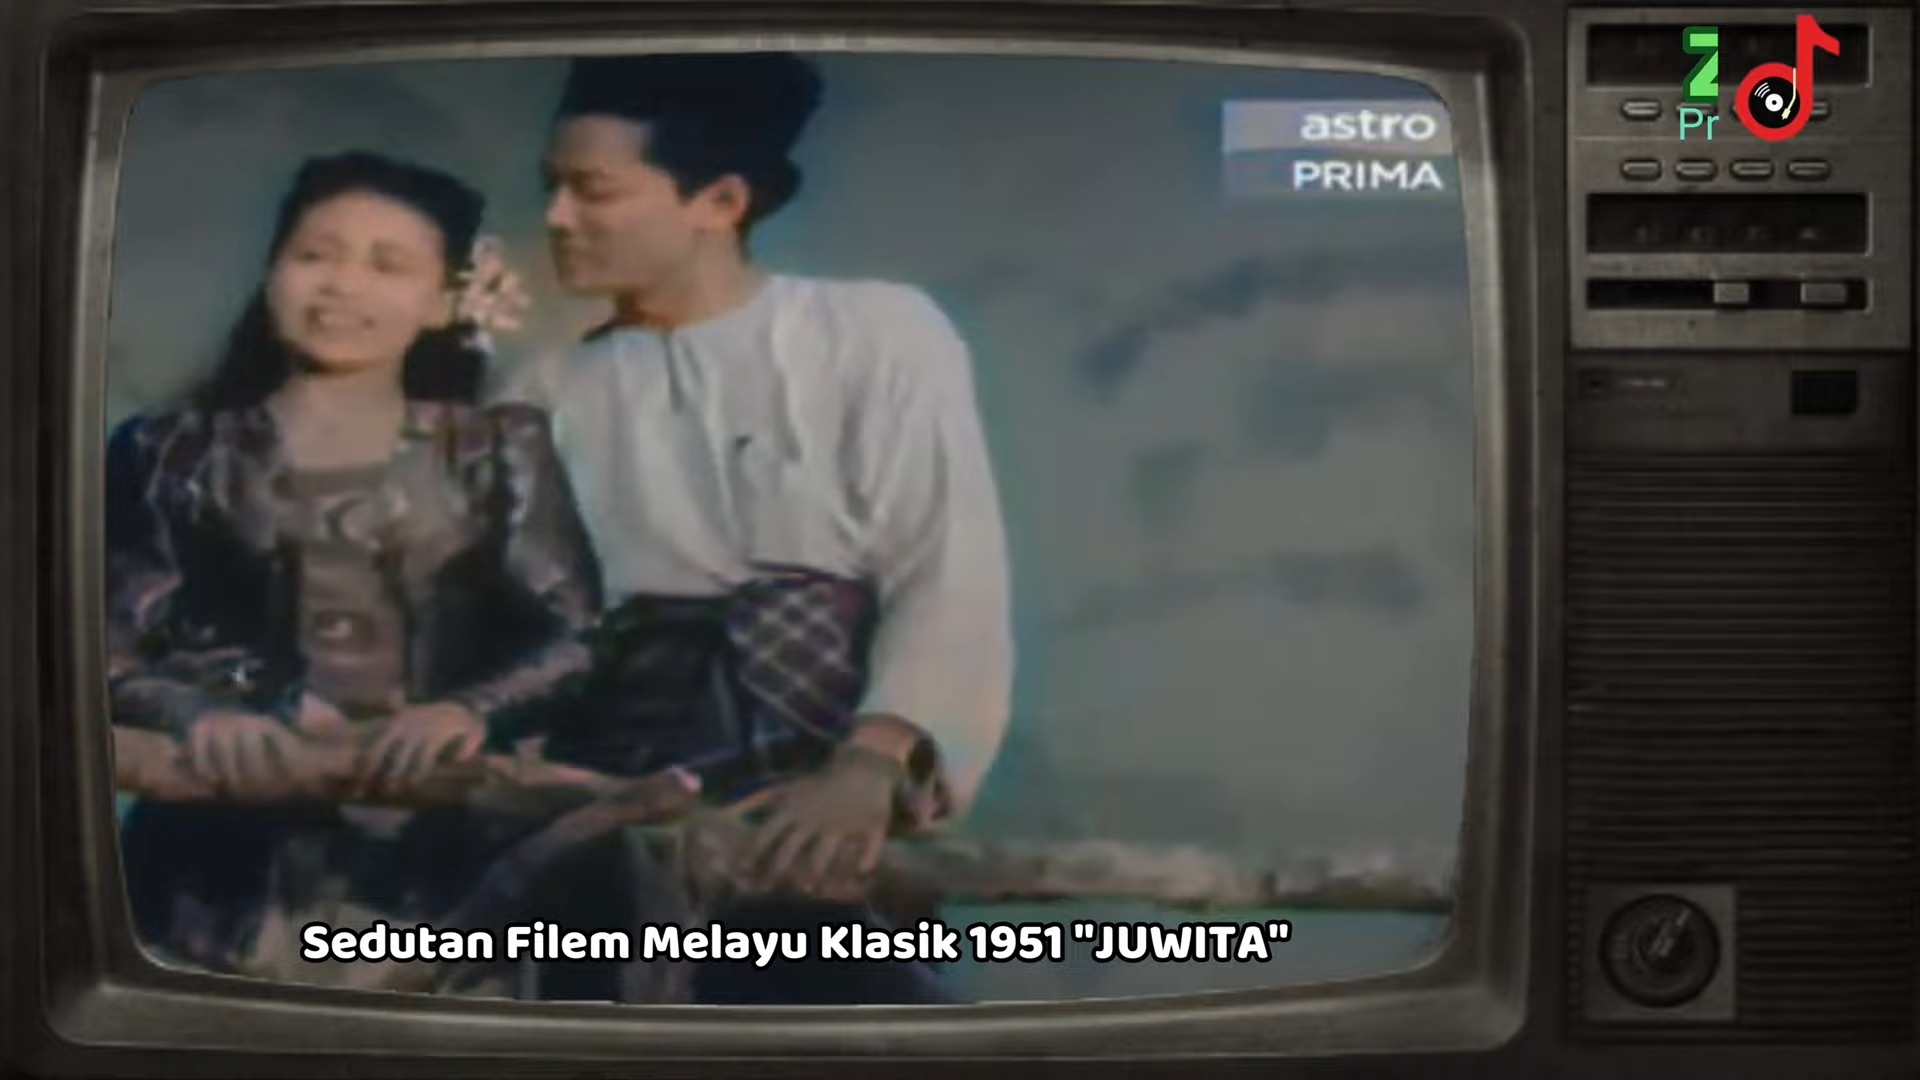 astro
PRIMA
Z
Pr
Sedutan Filem Melayu Klasik 1951 "JUWITA"